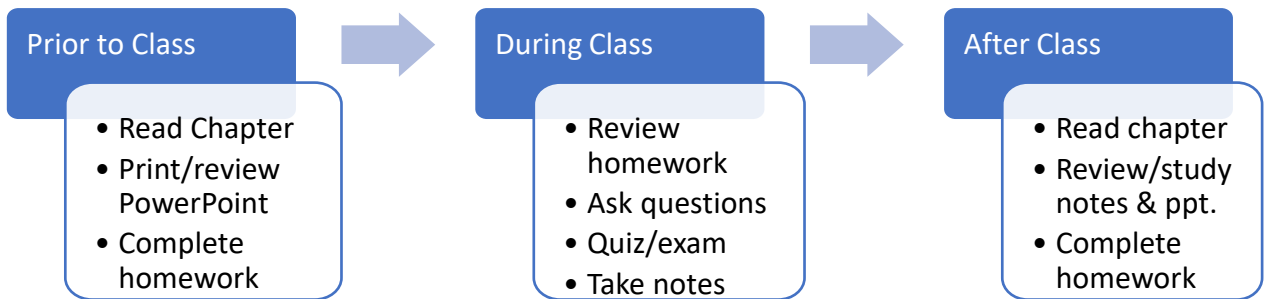 Prior to Class
• Read Chapter
• Print/review
PowerPoint
• Complete
homework
During Class
• Review
homework
• Ask questions
• Quiz/exam
• Take notes
After Class
• Read chapter
• Review/study
notes & ppt.
• Complete
homework